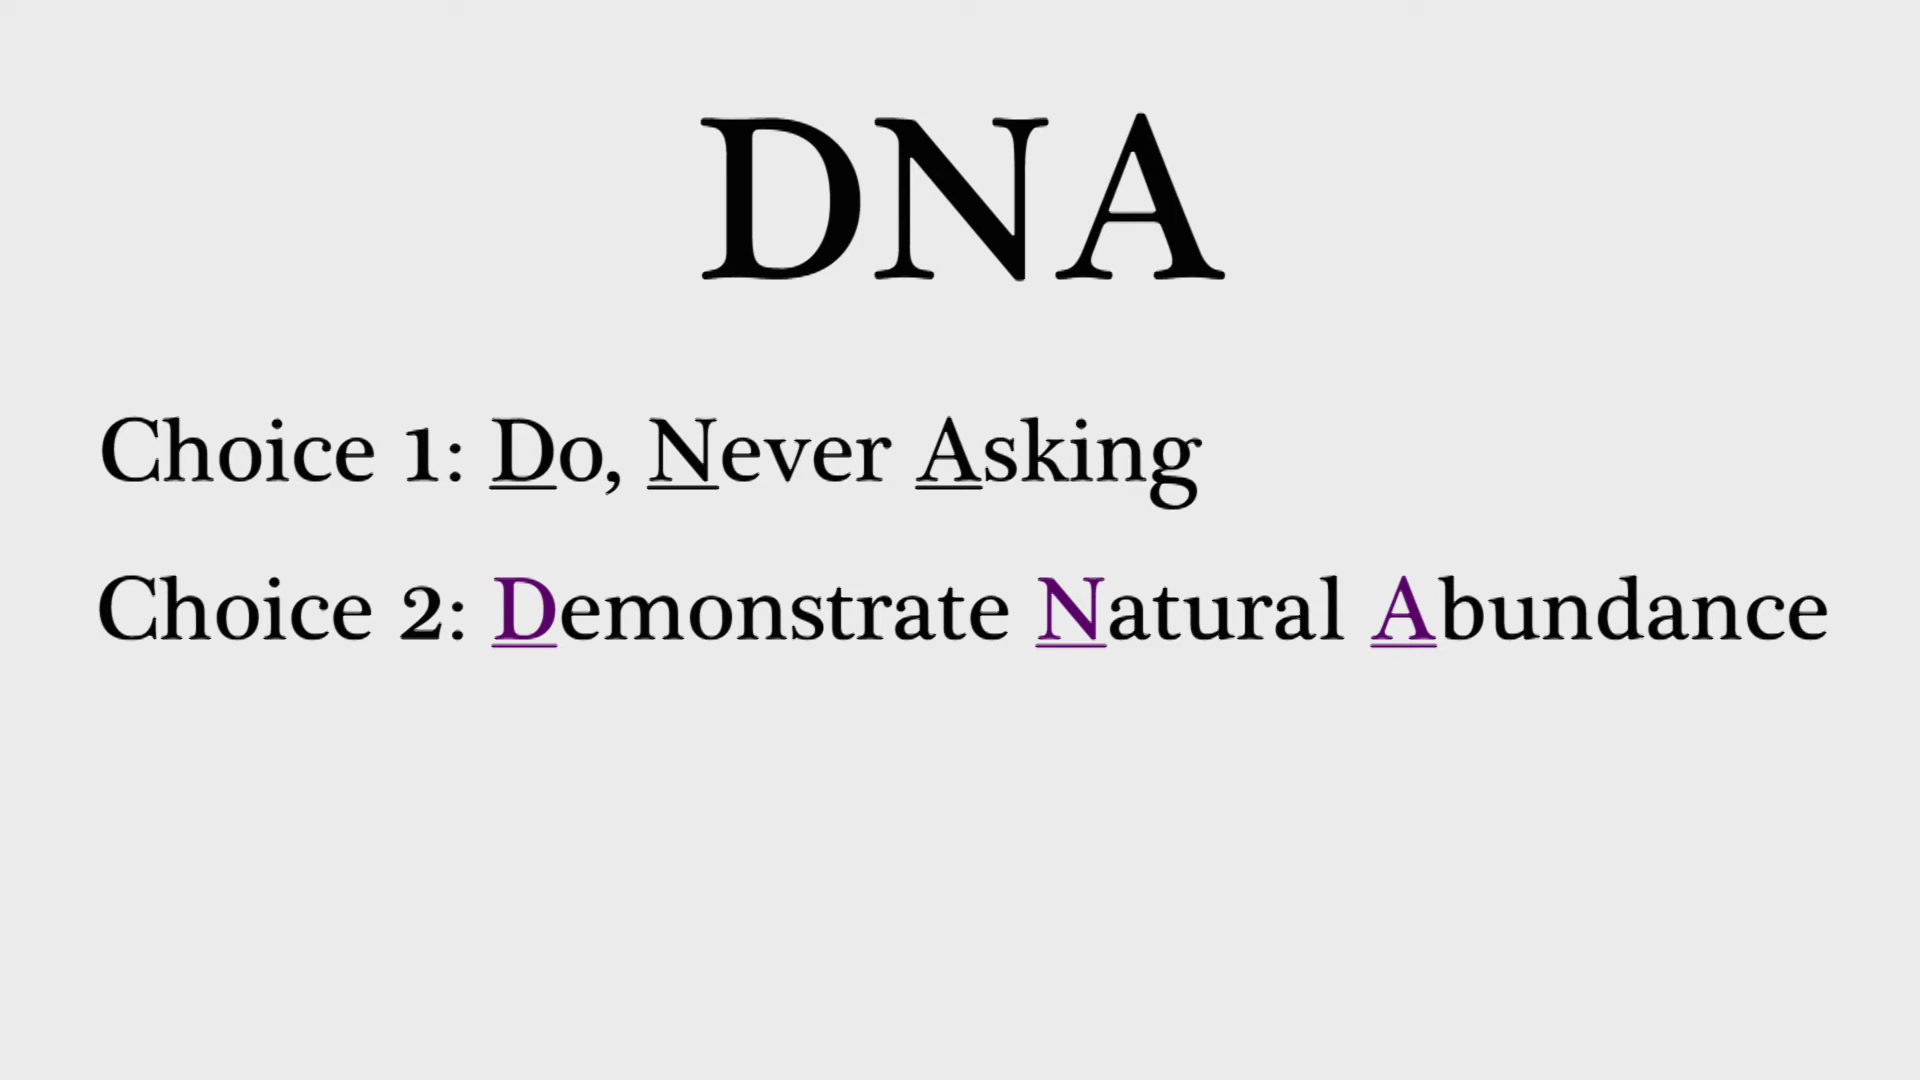 DNA
Choice 1: Do, Never Asking
Choice 2: Demonstrate Natural Abundance